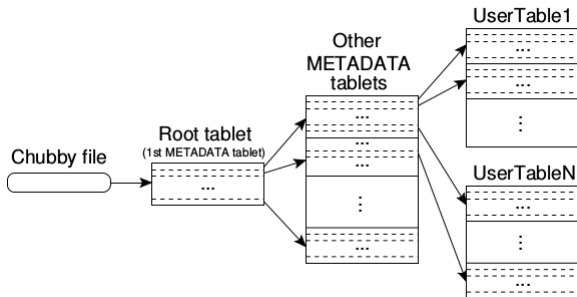 UserTable1
...
...
⋮
Other
METADATA
tablets
...
...
...
⋮
...
Root tablet
(1st METADATA tablet)
...
Chubby file
UserTableN
...
⋮
...